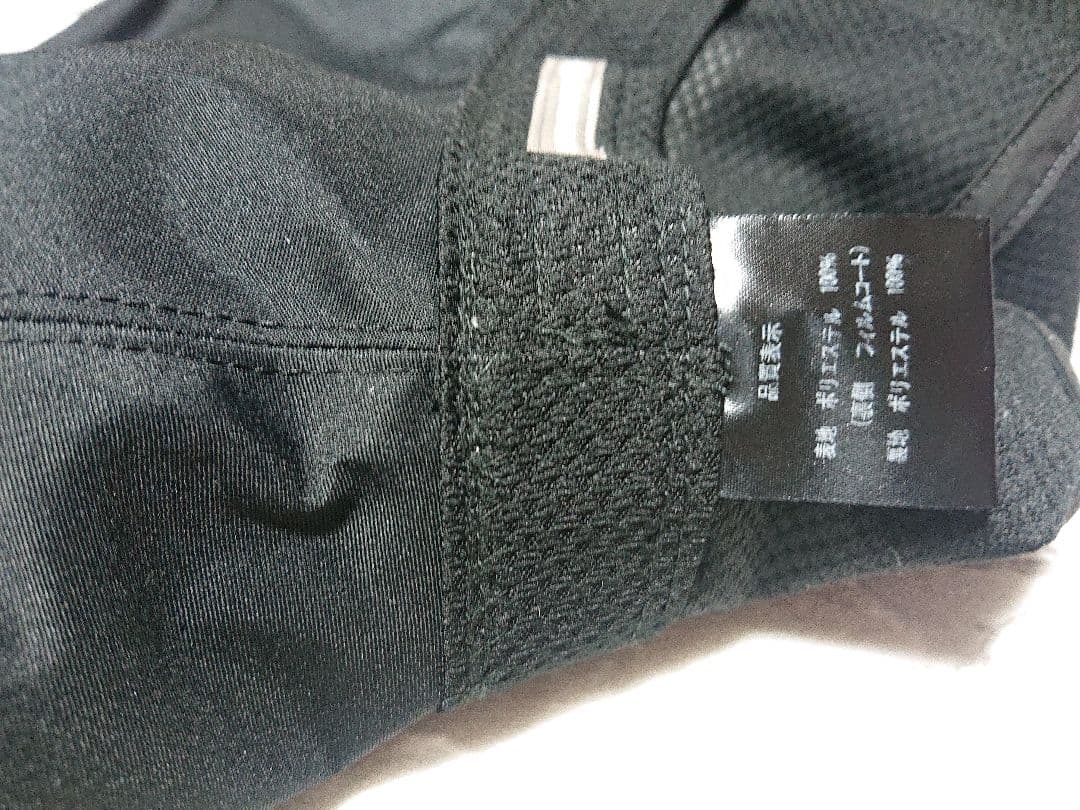 品質表示
表地 ポリエステル 100%
(裏側 フィルムコート)
裏地 ポリエステル 100%